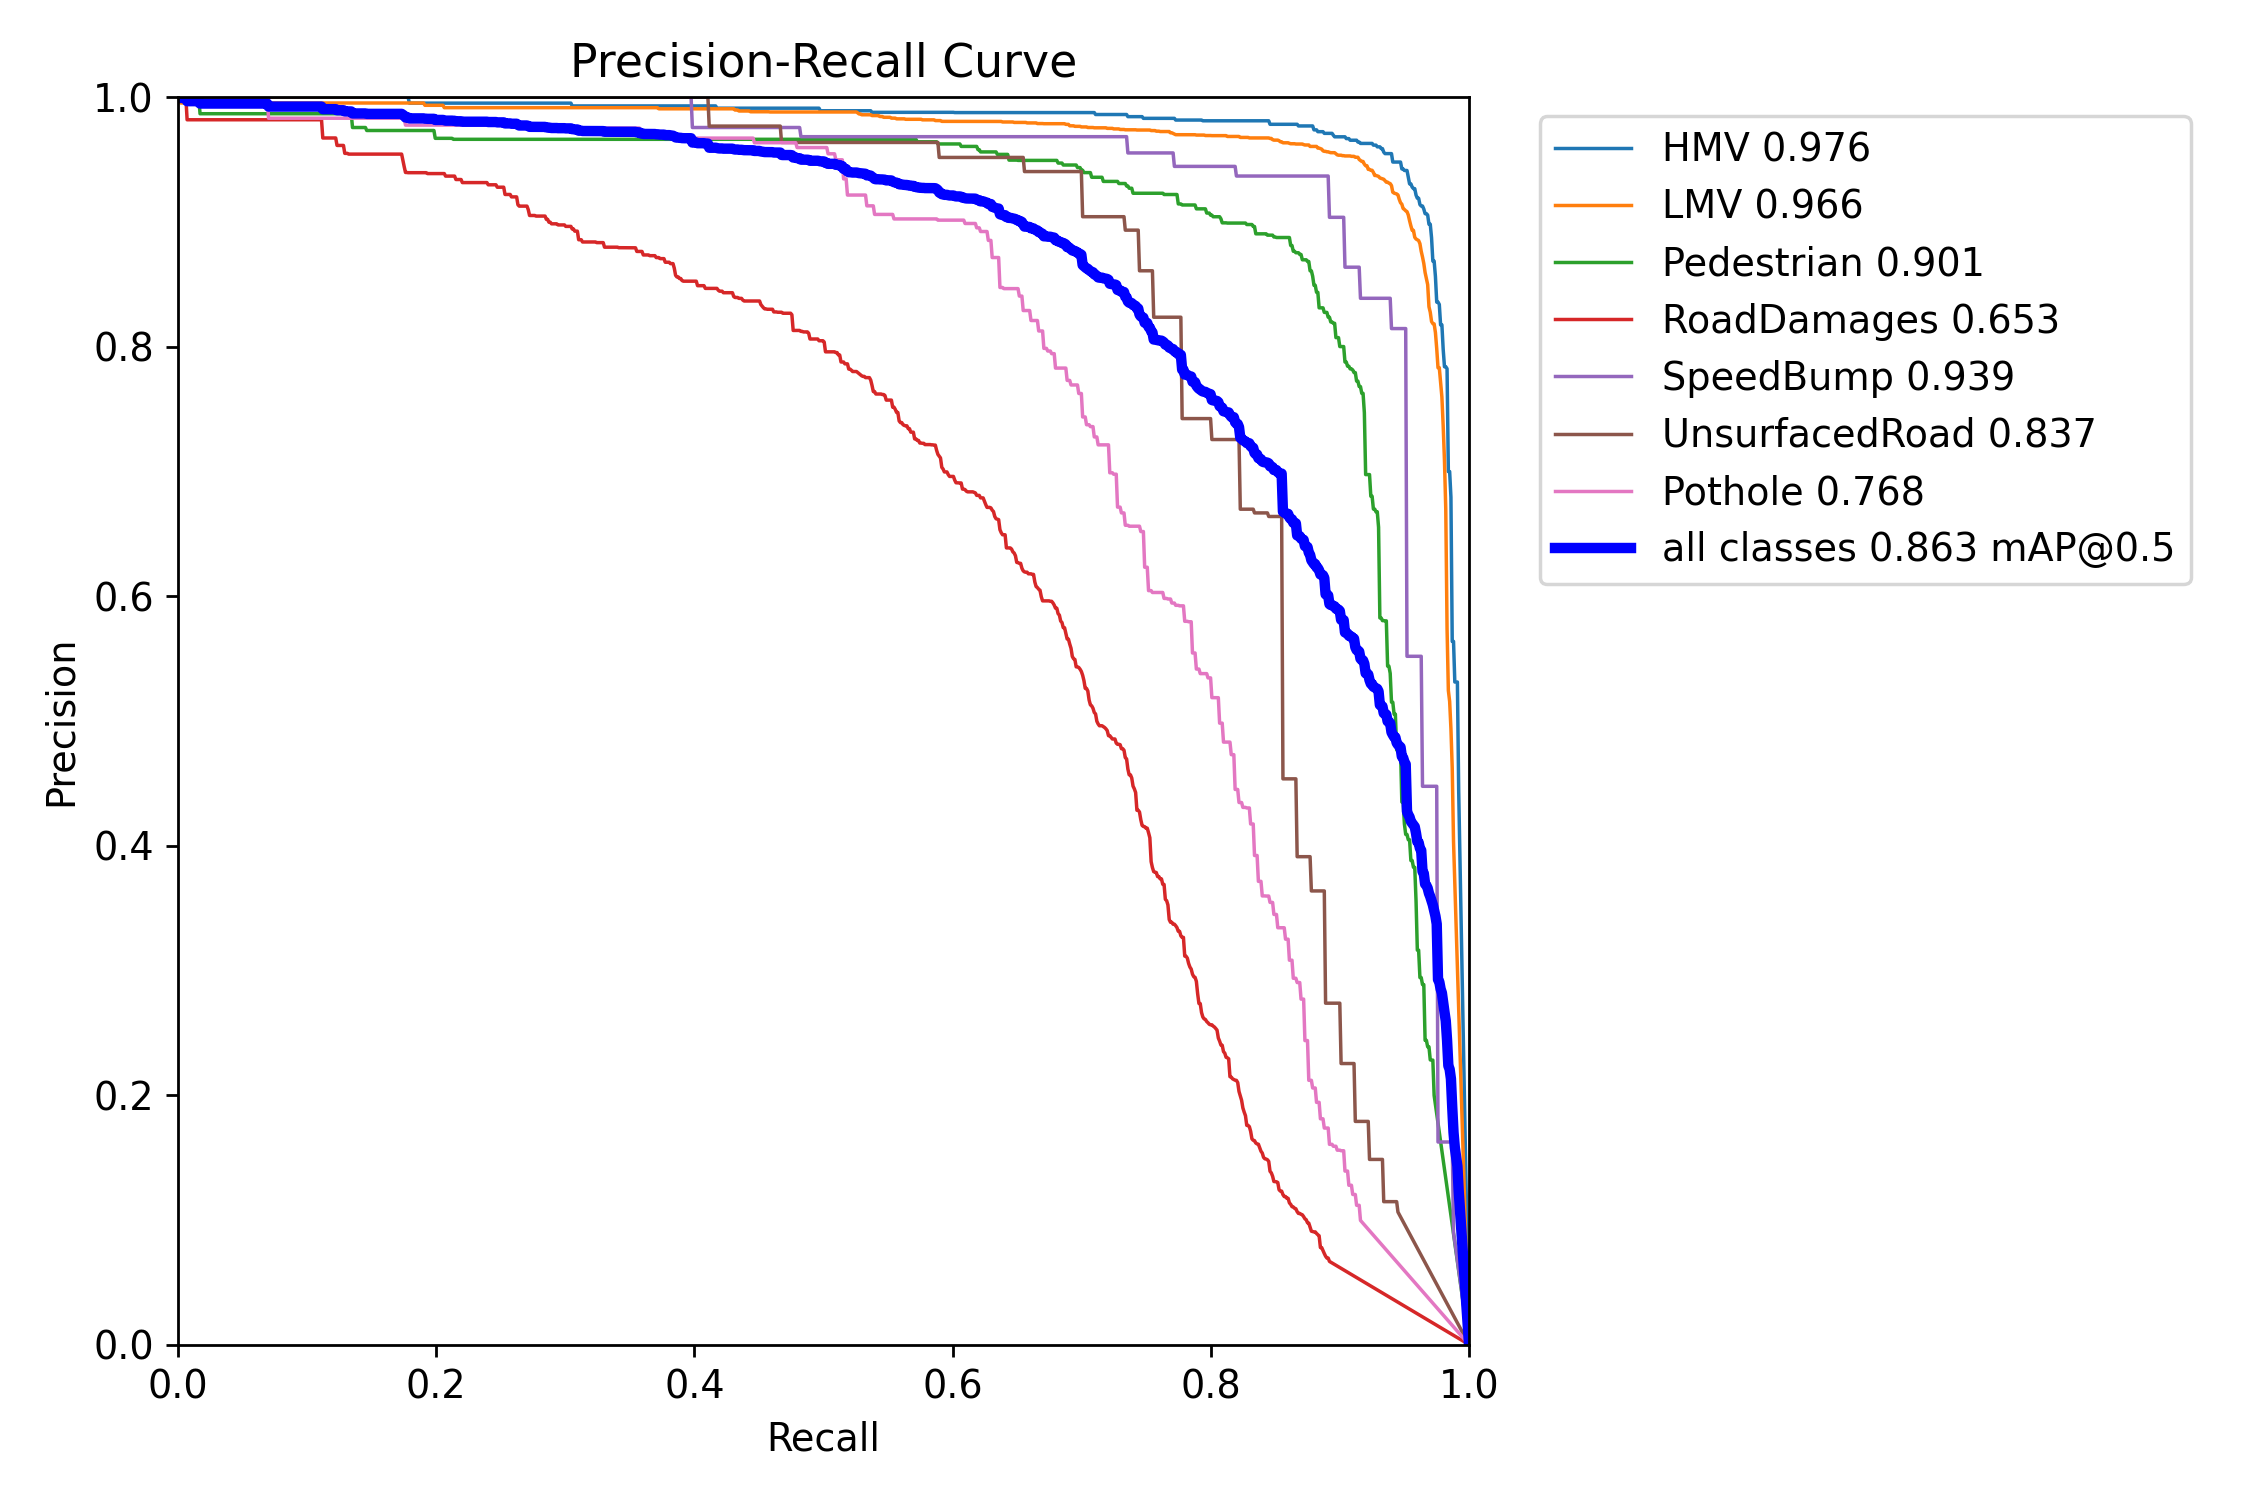 Precision-Recall Curve
1.0
0.8
0.6
0.4
0.2
0.0
Precision
0.0 0.2 0.4 0.6 0.8 1.0
Recall
HMV 0.976
LMV 0.966
Pedestrian 0.901
RoadDamages 0.653
SpeedBump 0.939
UnsurfacedRoad 0.837
Pothole 0.768
all classes 0.863 mAP@0.5